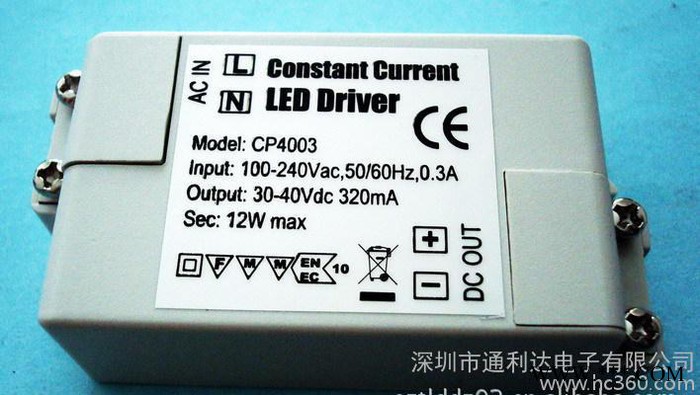 AC IN
L
N
Constant Current
LED Driver
CE
Model: CP4003
Input: 100-240Vac,50/60Hz,0.3A
Output: 30-40Vdc 320mA
Sec: 12W max
F M M EN EC 10
+
-
DC OUT
深圳市通利达电子有限公司
www.hc360.com